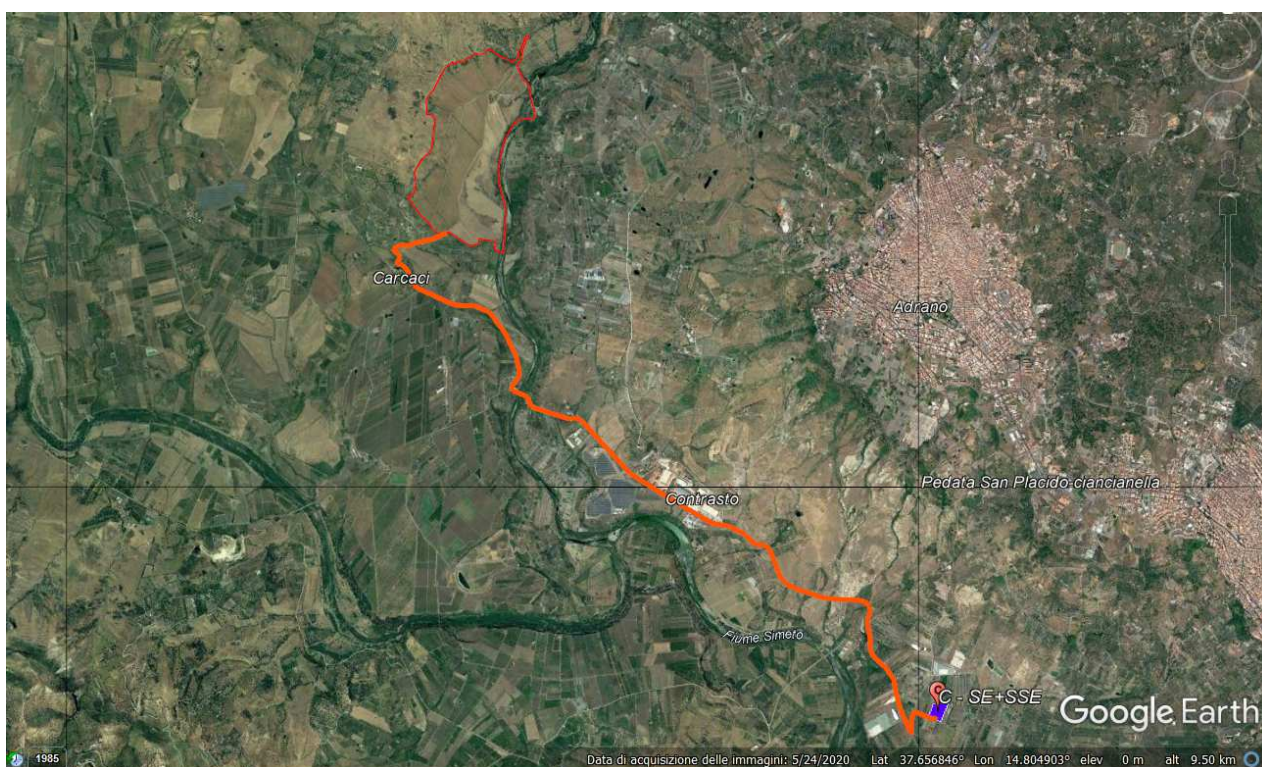 Carcaci
Adrano
Pedata San Placido-ciancianella
Contrasto
Fiume Simeto
C - SE+SSE
Google Earth
1985
Data di acquisizione delle immagini: 5/24/2020 Lat 37.656846° Lon 14.804903° elev 0 m alt 9.50 km